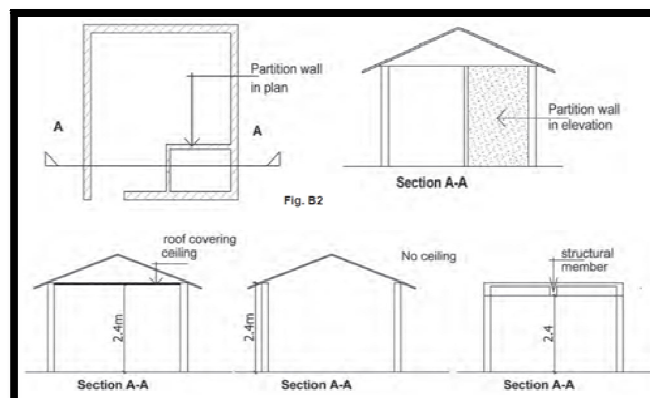 Partition wall
in plan
A
A
Fig. B2
Partition wall
in elevation
Section A-A
roof covering
ceiling
2,4m
Section A-A
No ceiling
2,4m
Section A-A
structural
member
2,4
Section A-A